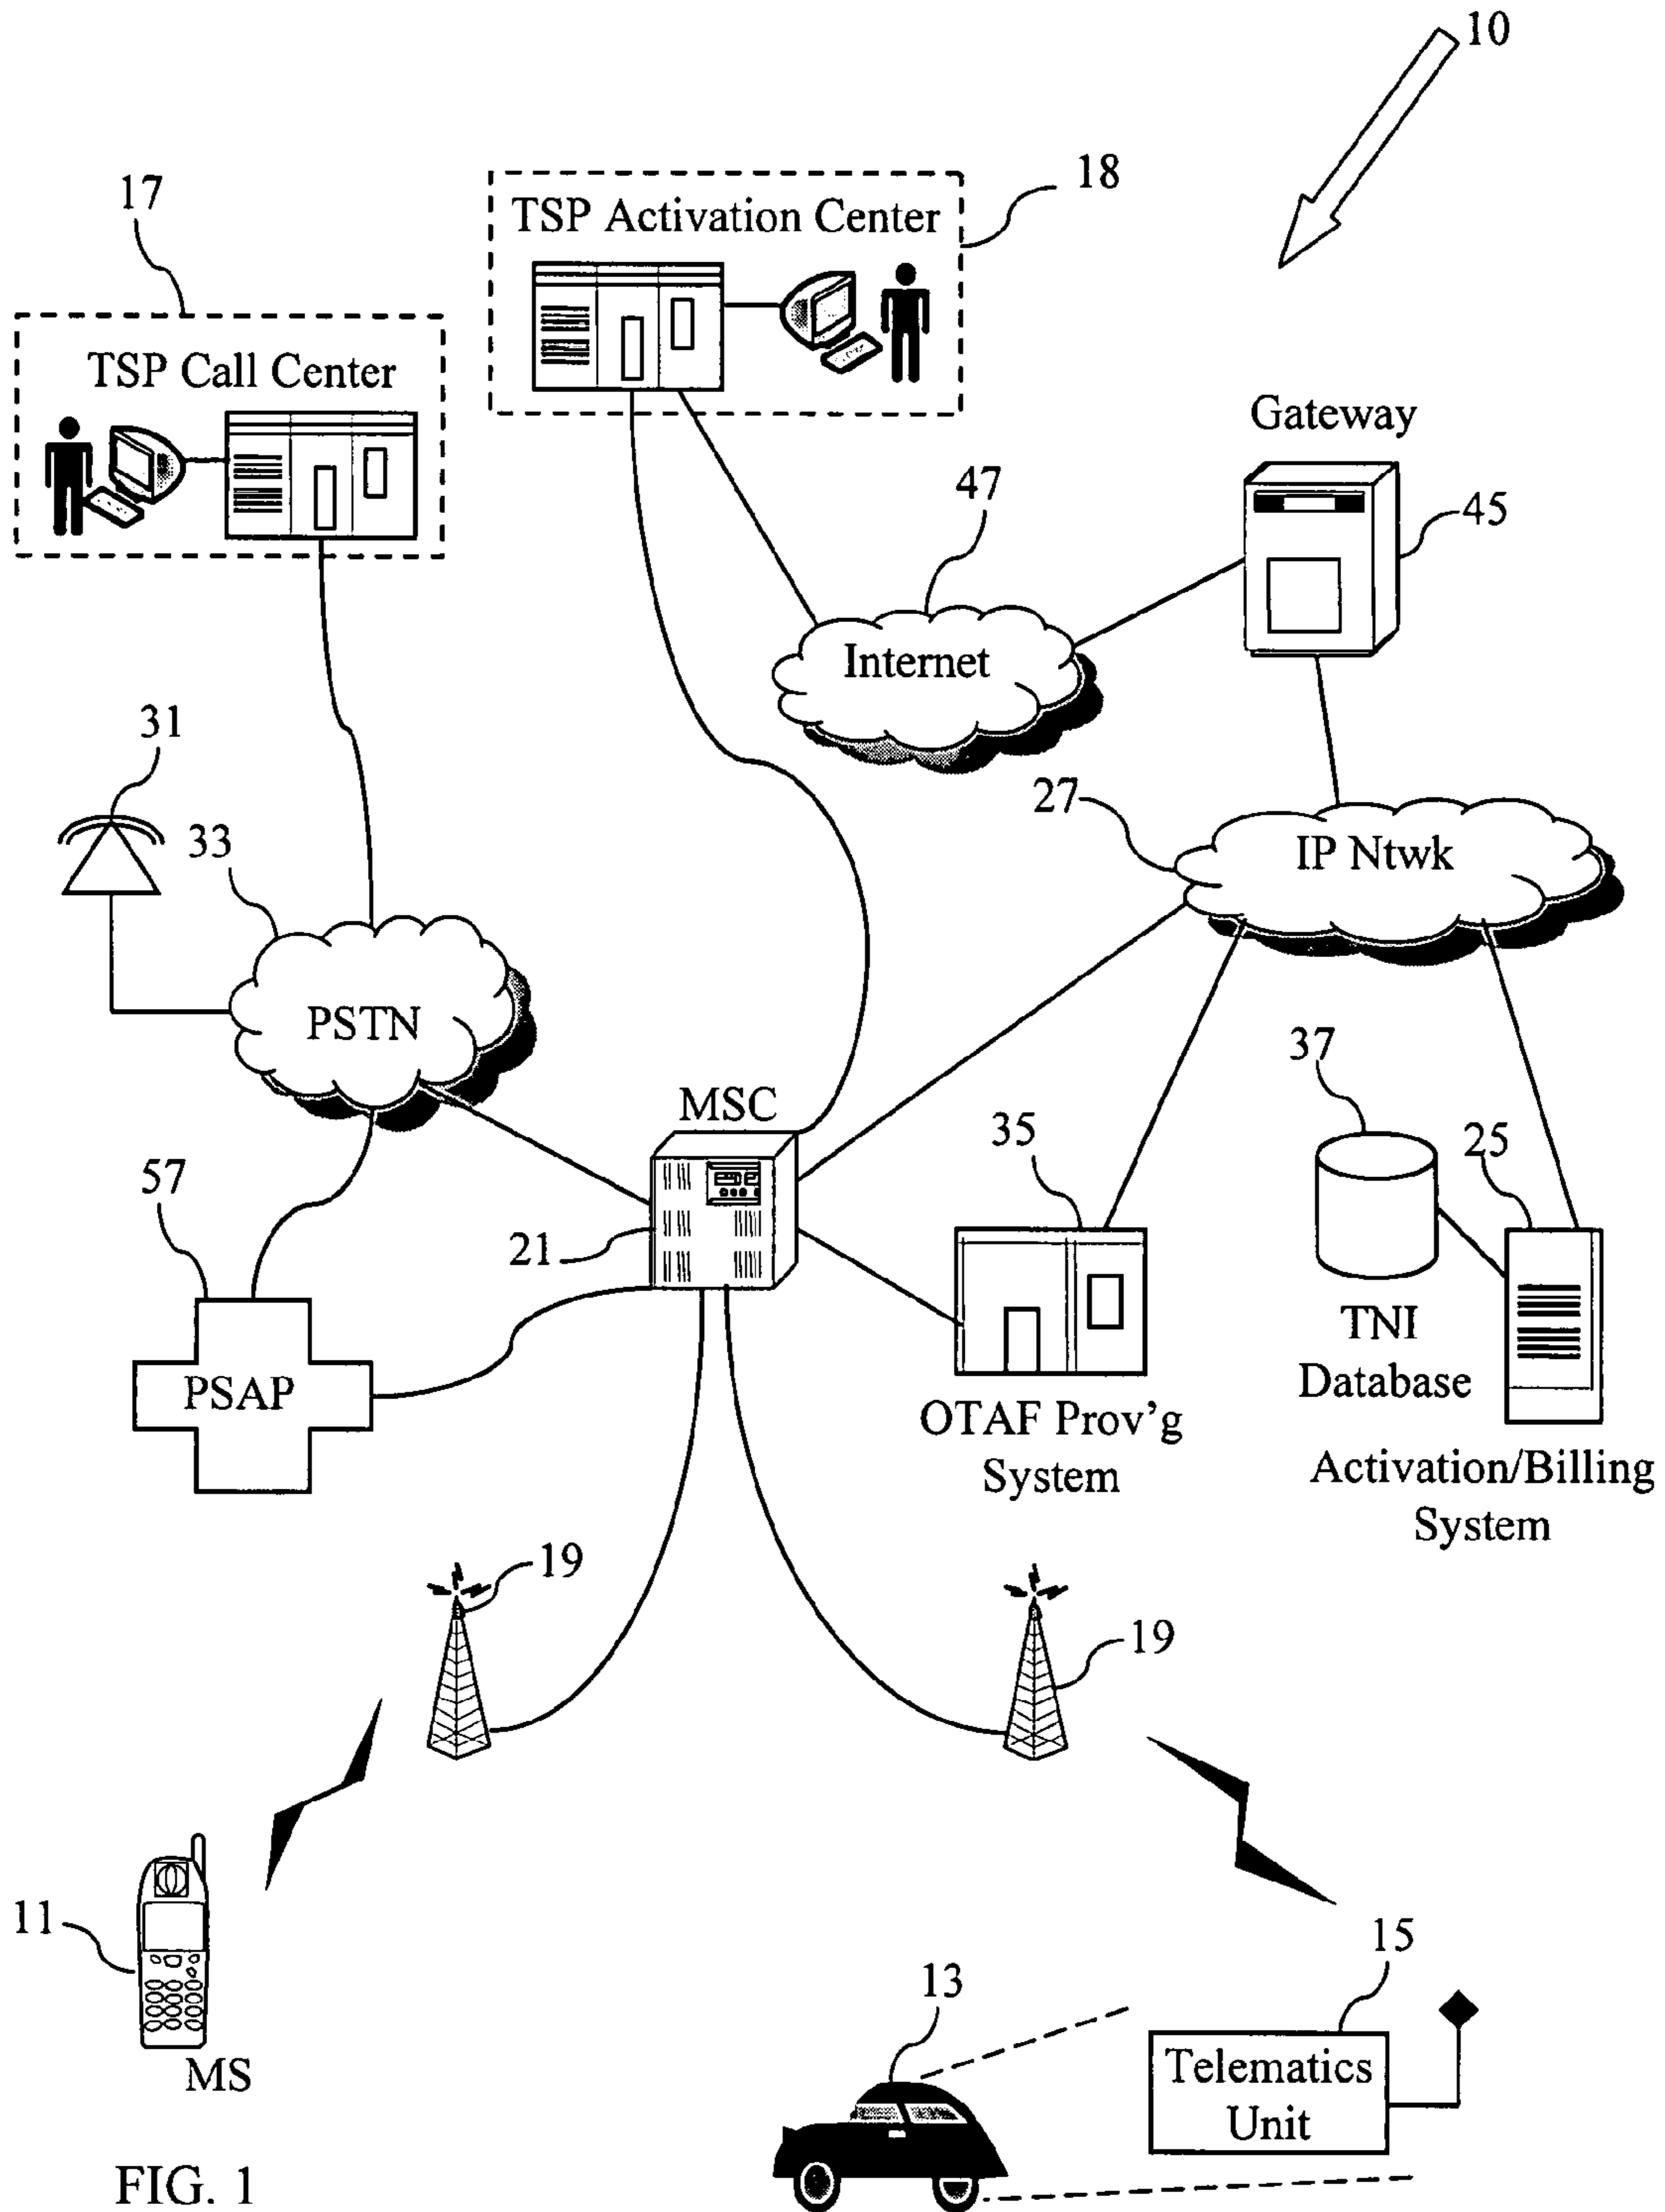 10
18
17
TSP Activation Center
TSP Call Center
Gateway
47
45
Internet
31
27
33
IP Ntwk
PSTN
37
MSC
35
25
57
21
TNI
Database
PSAP
OTAF Prov'g
System
Activation/Billing
System
19
19
11
15
13
Telematics
Unit
MS
FIG. 1